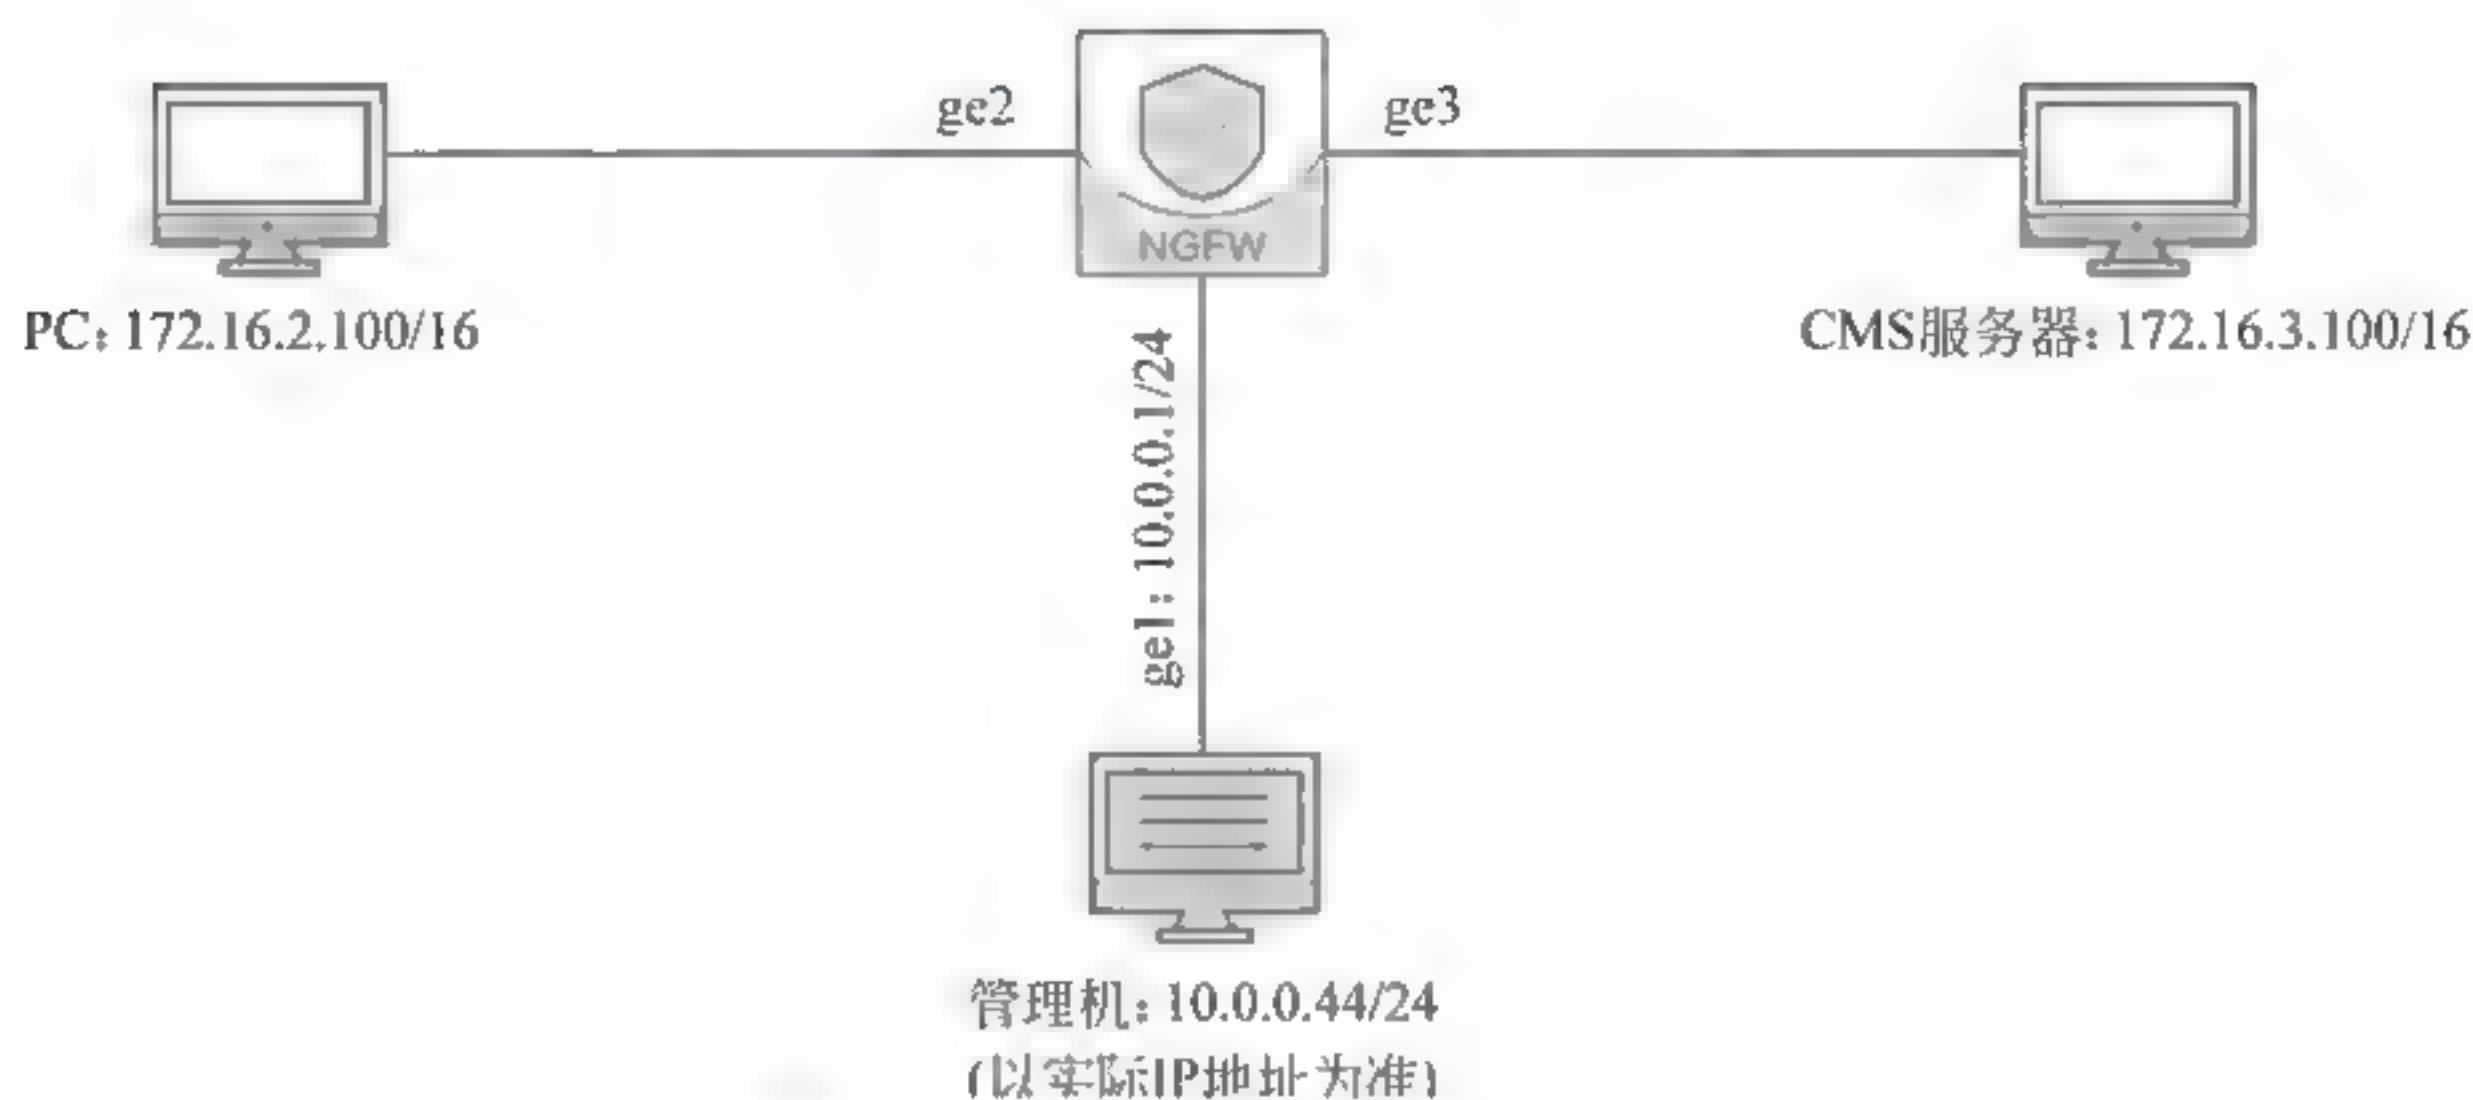 ge2
ge3
NGFW
PC: 172.16.2.100/16
CMS服务器: 172.16.3.100/16
ge1: 10.0.0.1/24
管理机: 10.0.0.44/24
(以实际IP地址为准)